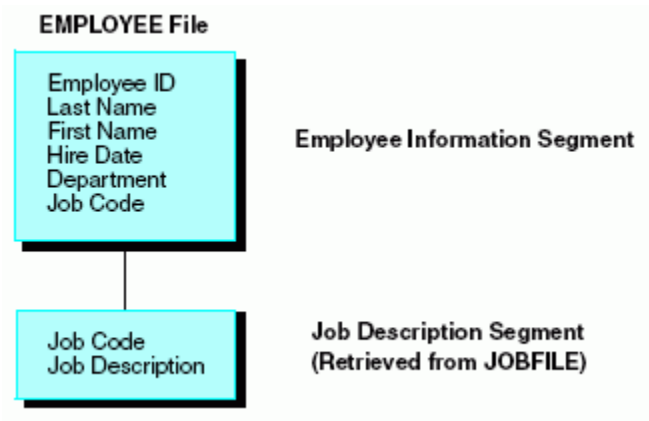 EMPLOYEE File
Employee ID
Last Name
First Name
Hire Date
Department
Job Code
Employee Information Segment
Job Code
Job Description
Job Description Segment
(Retrieved from JOBFILE)